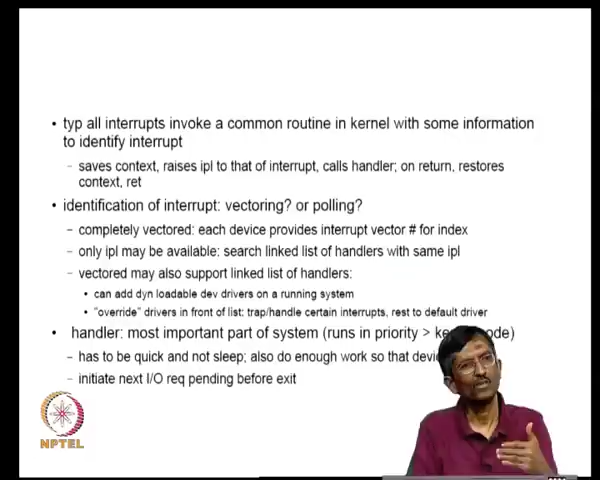 • typ all interrupts invoke a common routine in kernel with some information
to identify interrupt
– saves context, raises ipl to that of interrupt, calls handler; on return, restores
context, ret
• identification of interrupt: vectoring? or polling?
– completely vectored: each device provides interrupt vector # for index
– only ipl may be available: search linked list of handlers with same ipl
– vectored may also support linked list of handlers:
• can add dyn loadable dev drivers on a running system
• "override" drivers in front of list: trap/handle certain interrupts, rest to default driver
• handler: most important part of system (runs in priority >
– has to be quick and not sleep; also do enough work so that
– initiate next I/O req pending before exit
NPTEL